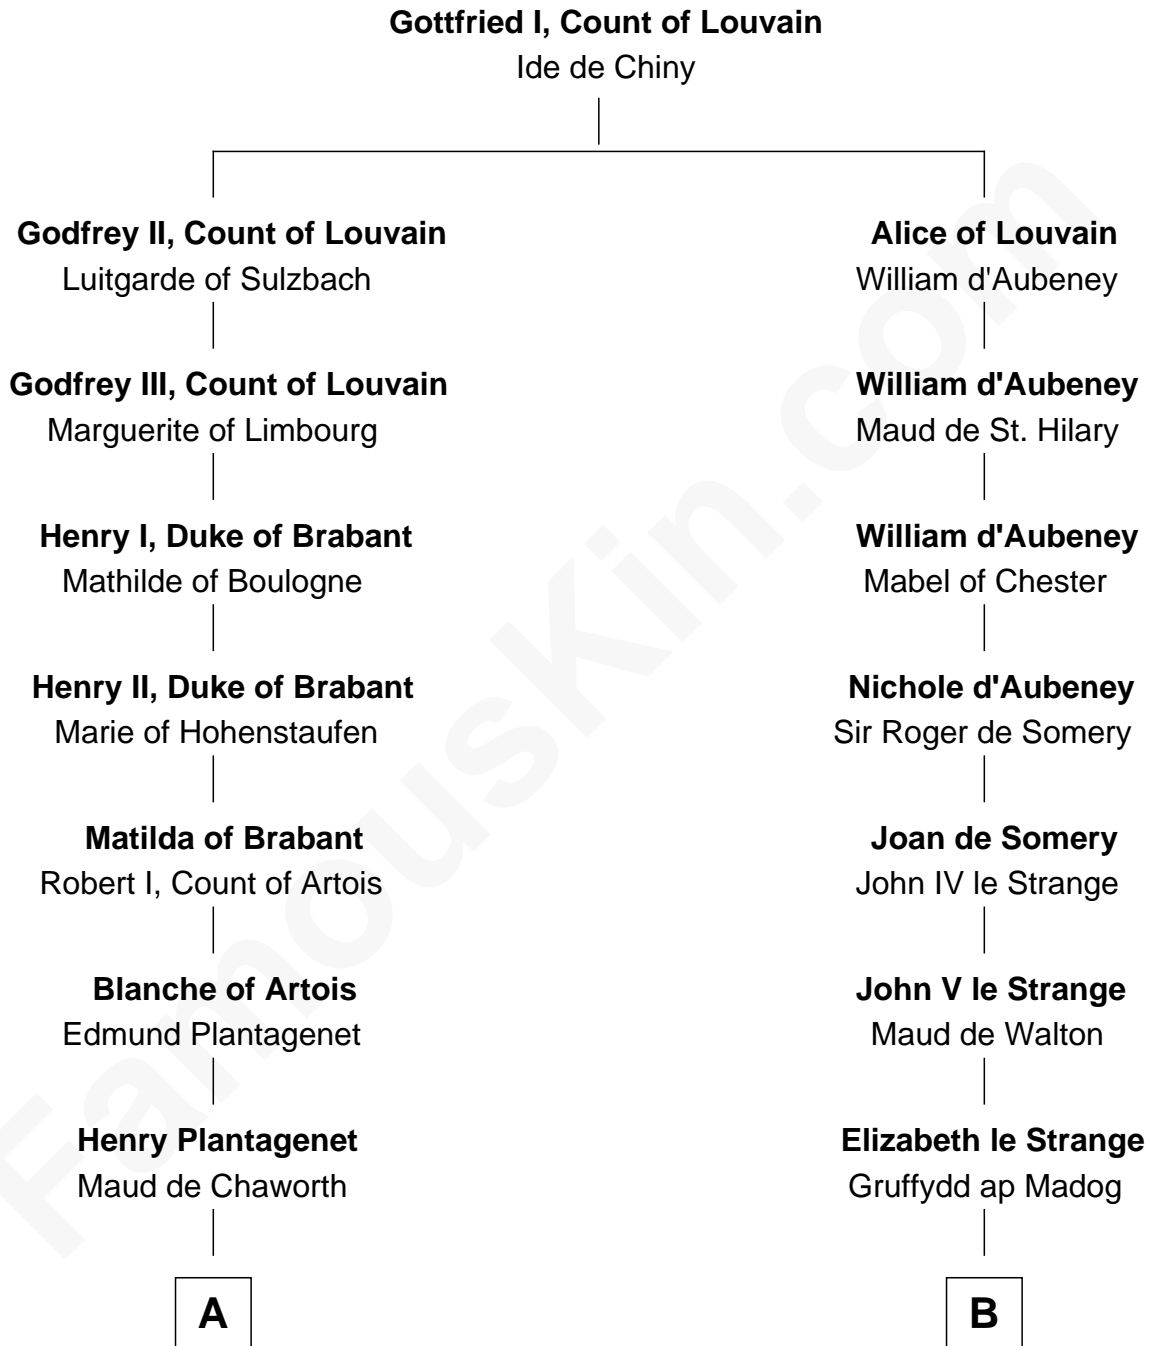 Gottfried I, Count of Louvain
Ide de Chiny
Godfrey II, Count of Louvain
Luitgarde of Sulzbach
Alice of Louvain
William d'Aubeney
Godfrey III, Count of Louvain
Marguerite of Limbourg
William d'Aubeney
Maud de St. Hilary
Henry I, Duke of Brabant
Mathilde of Boulogne
William d'Aubeney
Mabel of Chester
Henry II, Duke of Brabant
Marie of Hohenstaufen
Nichole d'Aubeney
Sir Roger de Somery
Matilda of Brabant
Robert I, Count of Artois
Joan de Somery
John IV le Strange
Blanche of Artois
Edmund Plantagenet
John V le Strange
Maud de Walton
Henry Plantagenet
Maud de Chaworth
Elizabeth le Strange
Gruffydd ap Madog
A
B
FamousKin.com